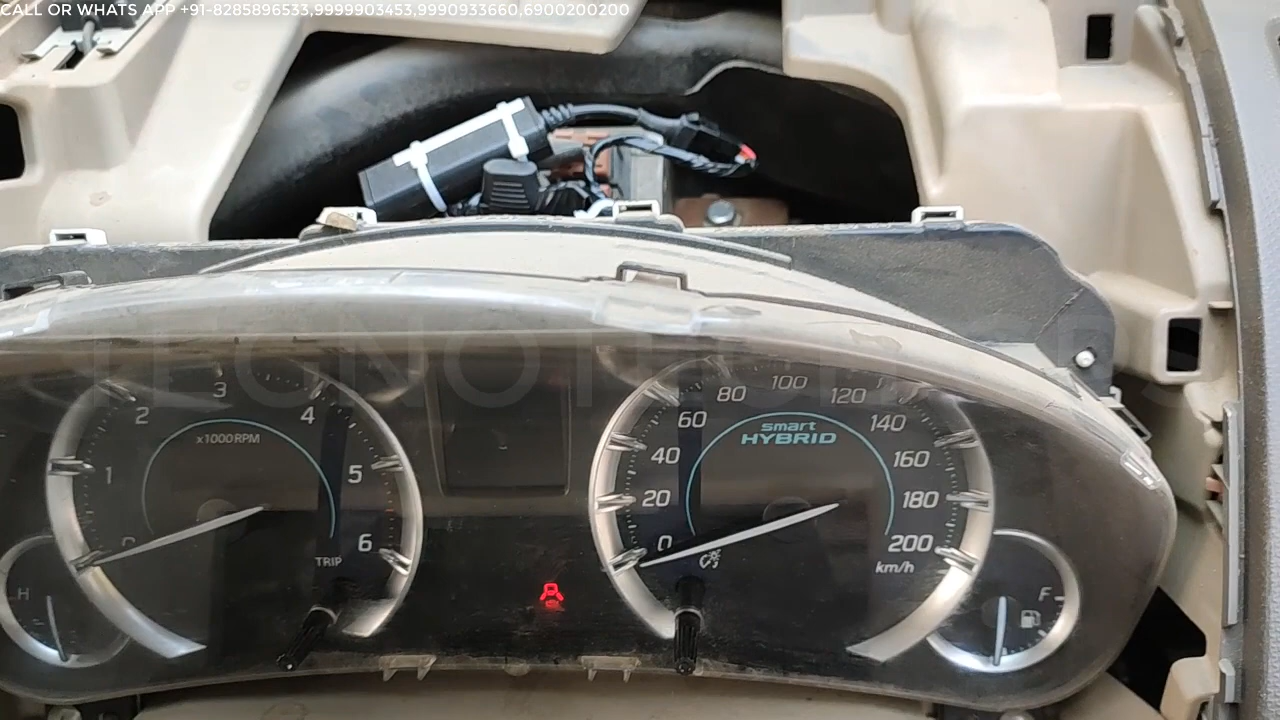 CALL OR WHATS APP +91-8285896533,9999903453,9990933660,6900200200
3
2
4
x1000RPM
1
5
0
6
TRIP
H
80
100
120
60
140
smart
HYBRID
40
160
20
180
0
200
km/h
F